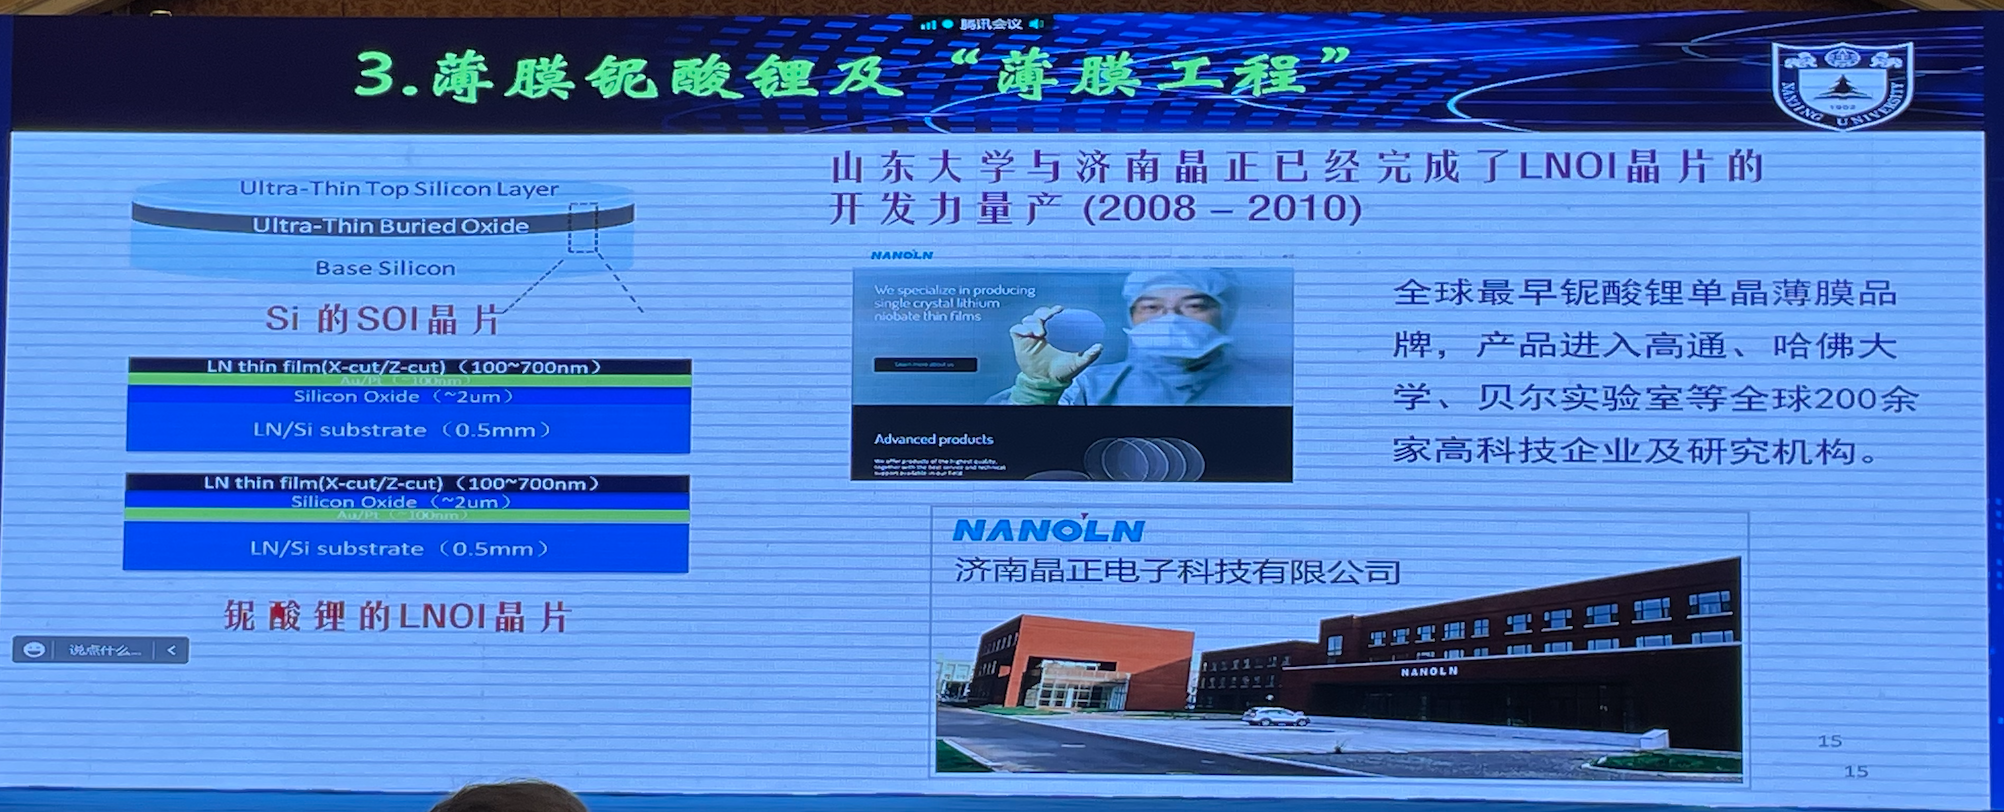 腾讯会议
3.薄膜铌酸锂及“薄膜工程”
NANJING UNIVERSITY
1902
Ultra-Thin Top Silicon Layer
Ultra-Thin Buried Oxide
Base Silicon
Si 的SOI晶片
LN thin film(X-cut/Z-cut)（100~700nm）
Au/Pt（~100nm）
Silicon Oxide（~2um）
LN/Si substrate（0.5mm）
LN thin film(X-cut/Z-cut)（100~700nm）
Silicon Oxide（~2um）
Au/Pt（~100nm）
LN/Si substrate（0.5mm）
铌酸锂的LNOI晶片
说点什么...
山东大学与济南晶正已经完成了LNOI晶片的
开发力量产 (2008 – 2010)
NANOLN
We specialize in producing
single crystal lithium
niobate thin films
Learn more about us
Advanced products
We offer products of the highest quality,
together with the best service and technical
support available in our field.
全球最早铌酸锂单晶薄膜品
牌，产品进入高通、哈佛大
学、贝尔实验室等全球200余
家高科技企业及研究机构。
NANOLN
济南晶正电子科技有限公司
NANOLN
15
15